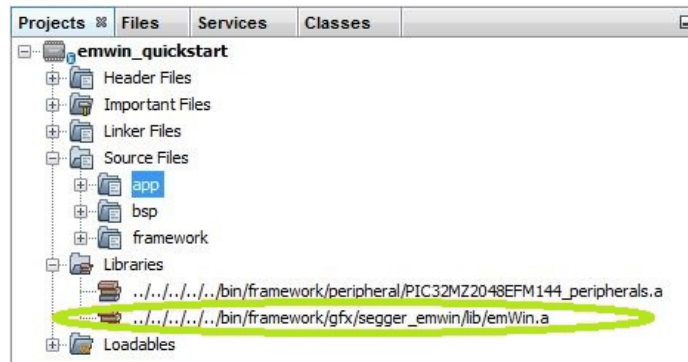 Projects Files Services Classes
emwin_quickstart
Header Files
Important Files
Linker Files
Source Files
app
bsp
framework
Libraries
../../../../bin/framework/peripheral/PIC32MZ2048EFM144_peripherals.a
../../../../bin/framework/gfx/segger_emwin/lib/emWin.a
Loadables